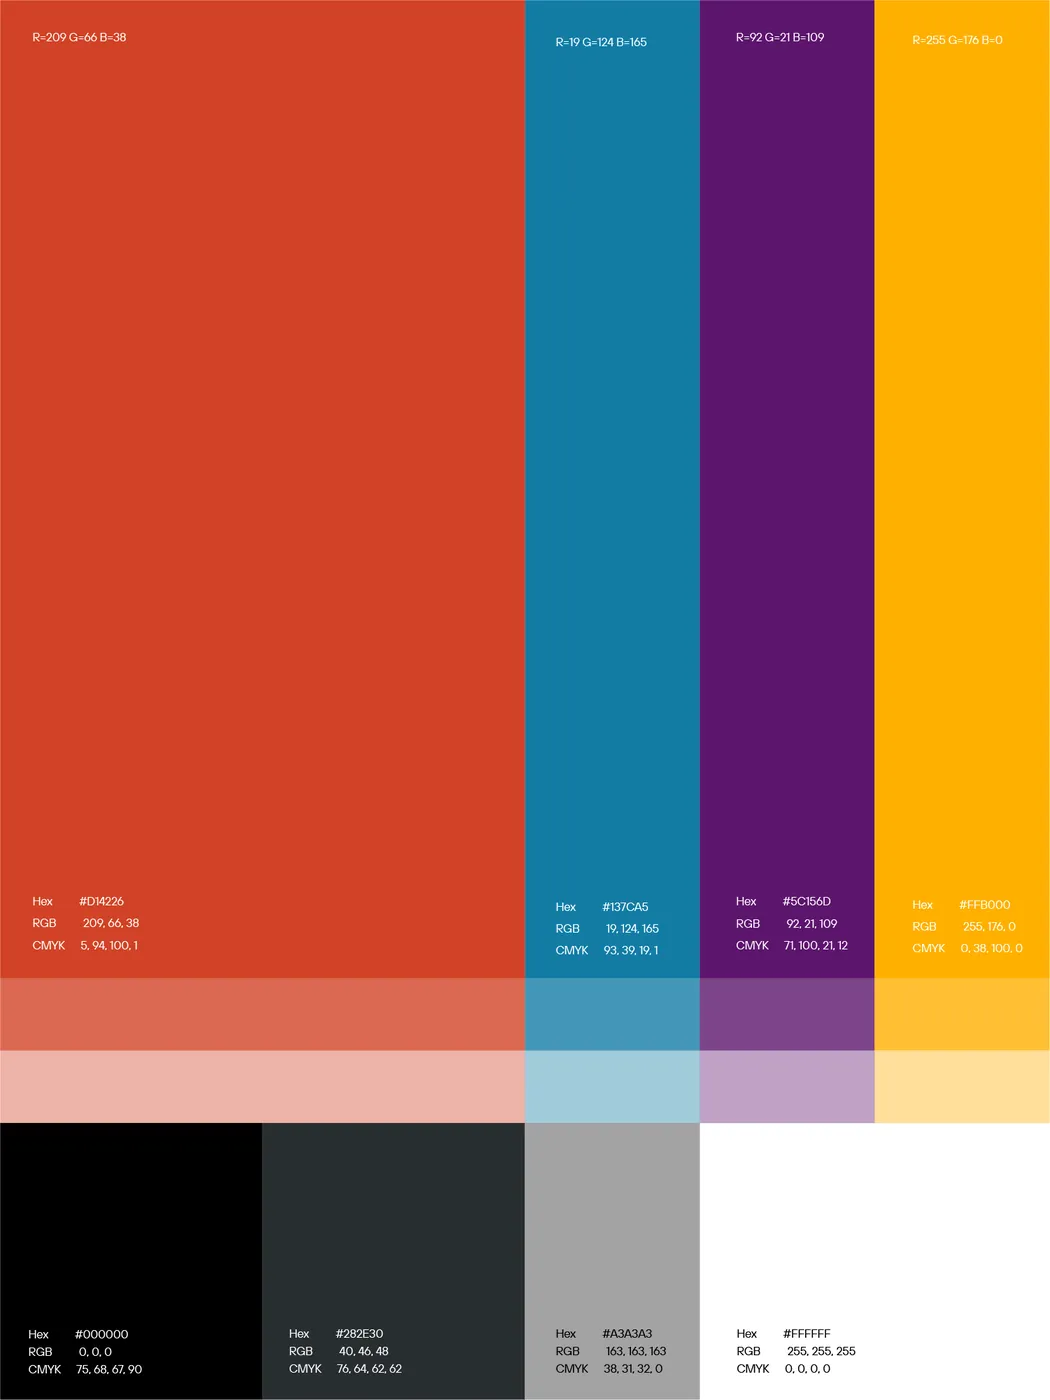 R=209 G=66 B=38
R=19 G=124 B=165
R=92 G=21 B=109
R=255 G=176 B=0
Hex #D14226
RGB 209, 66, 38
CMYK 5, 94, 100, 1
Hex #137CA5
RGB 19, 124, 165
CMYK 93, 39, 19, 1
Hex #5C156D
RGB 92, 21, 109
CMYK 71, 100, 21, 12
Hex #FFB000
RGB 255, 176, 0
CMYK 0, 38, 100, 0
Hex #000000
RGB 0, 0, 0
CMYK 75, 68, 67, 90
Hex #282E30
RGB 40, 46, 48
CMYK 76, 64, 62, 62
Hex #A3A3A3
RGB 163, 163, 163
CMYK 38, 31, 32, 0
Hex #FFFFFF
RGB 255, 255, 255
CMYK 0, 0, 0, 0